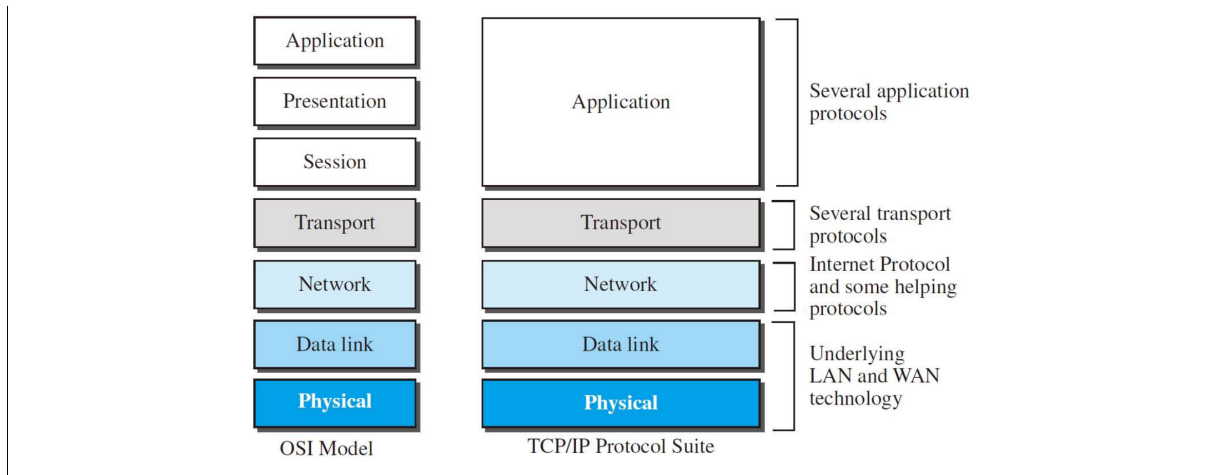 Application
Presentation
Session
Transport
Network
Data link
Physical
OSI Model
Application
Transport
Network
Data link
Physical
TCP/IP Protocol Suite
Several application
protocols
Several transport
protocols
Internet Protocol
and some helping
protocols
Underlying
LAN and WAN
technology